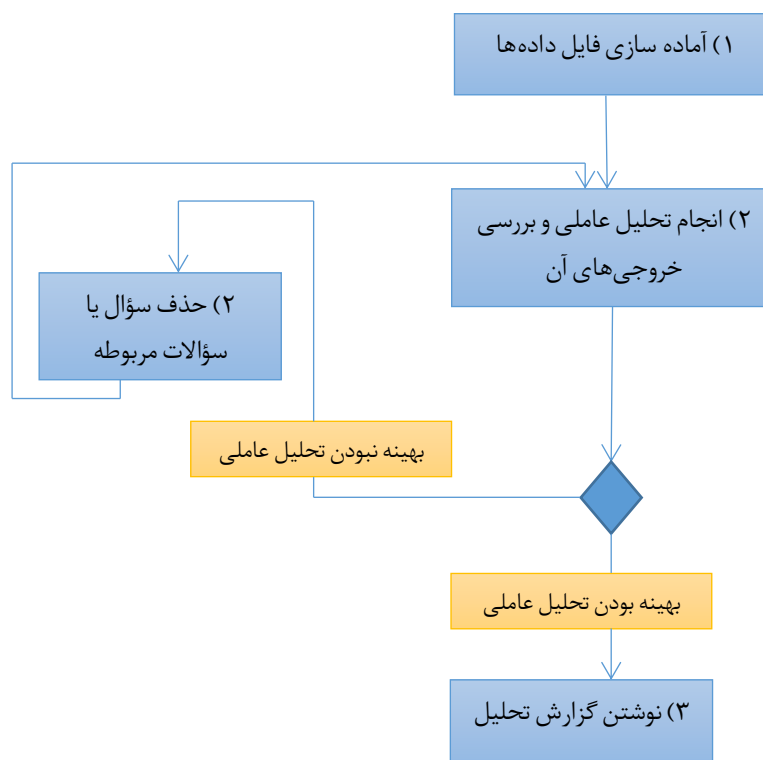 ۱) آماده سازی فایل داده‌ها
۲) انجام تحلیل عاملی و بررسی
خروجی‌های آن
۲) حذف سؤال یا
سؤالات مربوطه
بهینه نبودن تحلیل عاملی
بهینه بودن تحلیل عاملی
۳) نوشتن گزارش تحلیل